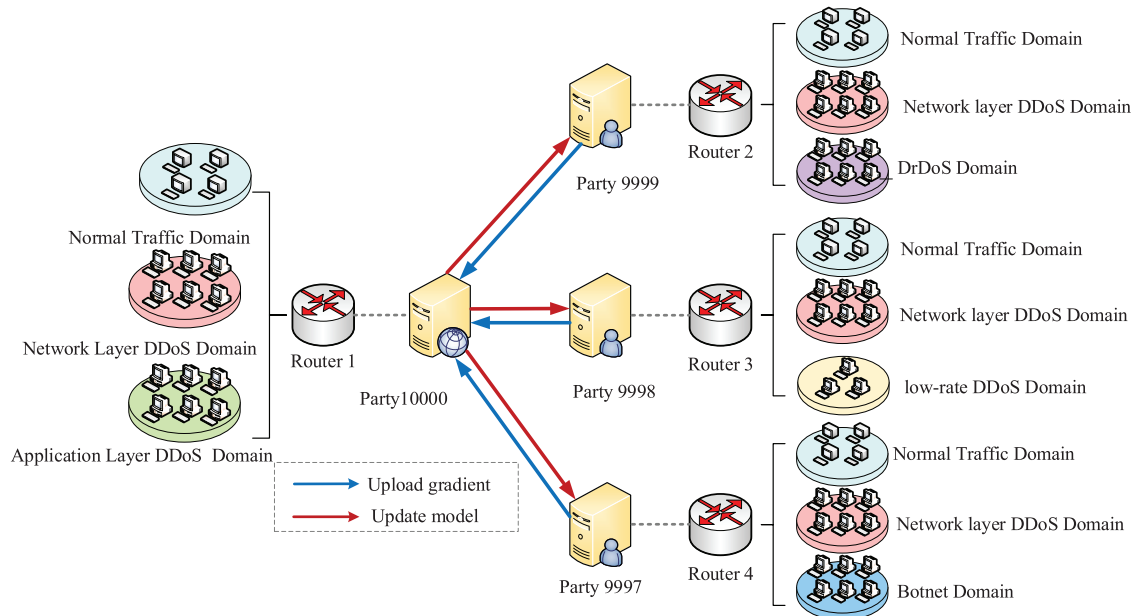 Normal Traffic Domain
Network Layer DDoS Domain
Application Layer DDoS Domain
Router 1
Party10000
Upload gradient
Update model
Party 9999
Party 9998
Party 9997
Router 2
Router 3
Router 4
Normal Traffic Domain
Network layer DDoS Domain
DrDoS Domain
Normal Traffic Domain
Network layer DDoS Domain
low-rate DDoS Domain
Normal Traffic Domain
Network layer DDoS Domain
Botnet Domain